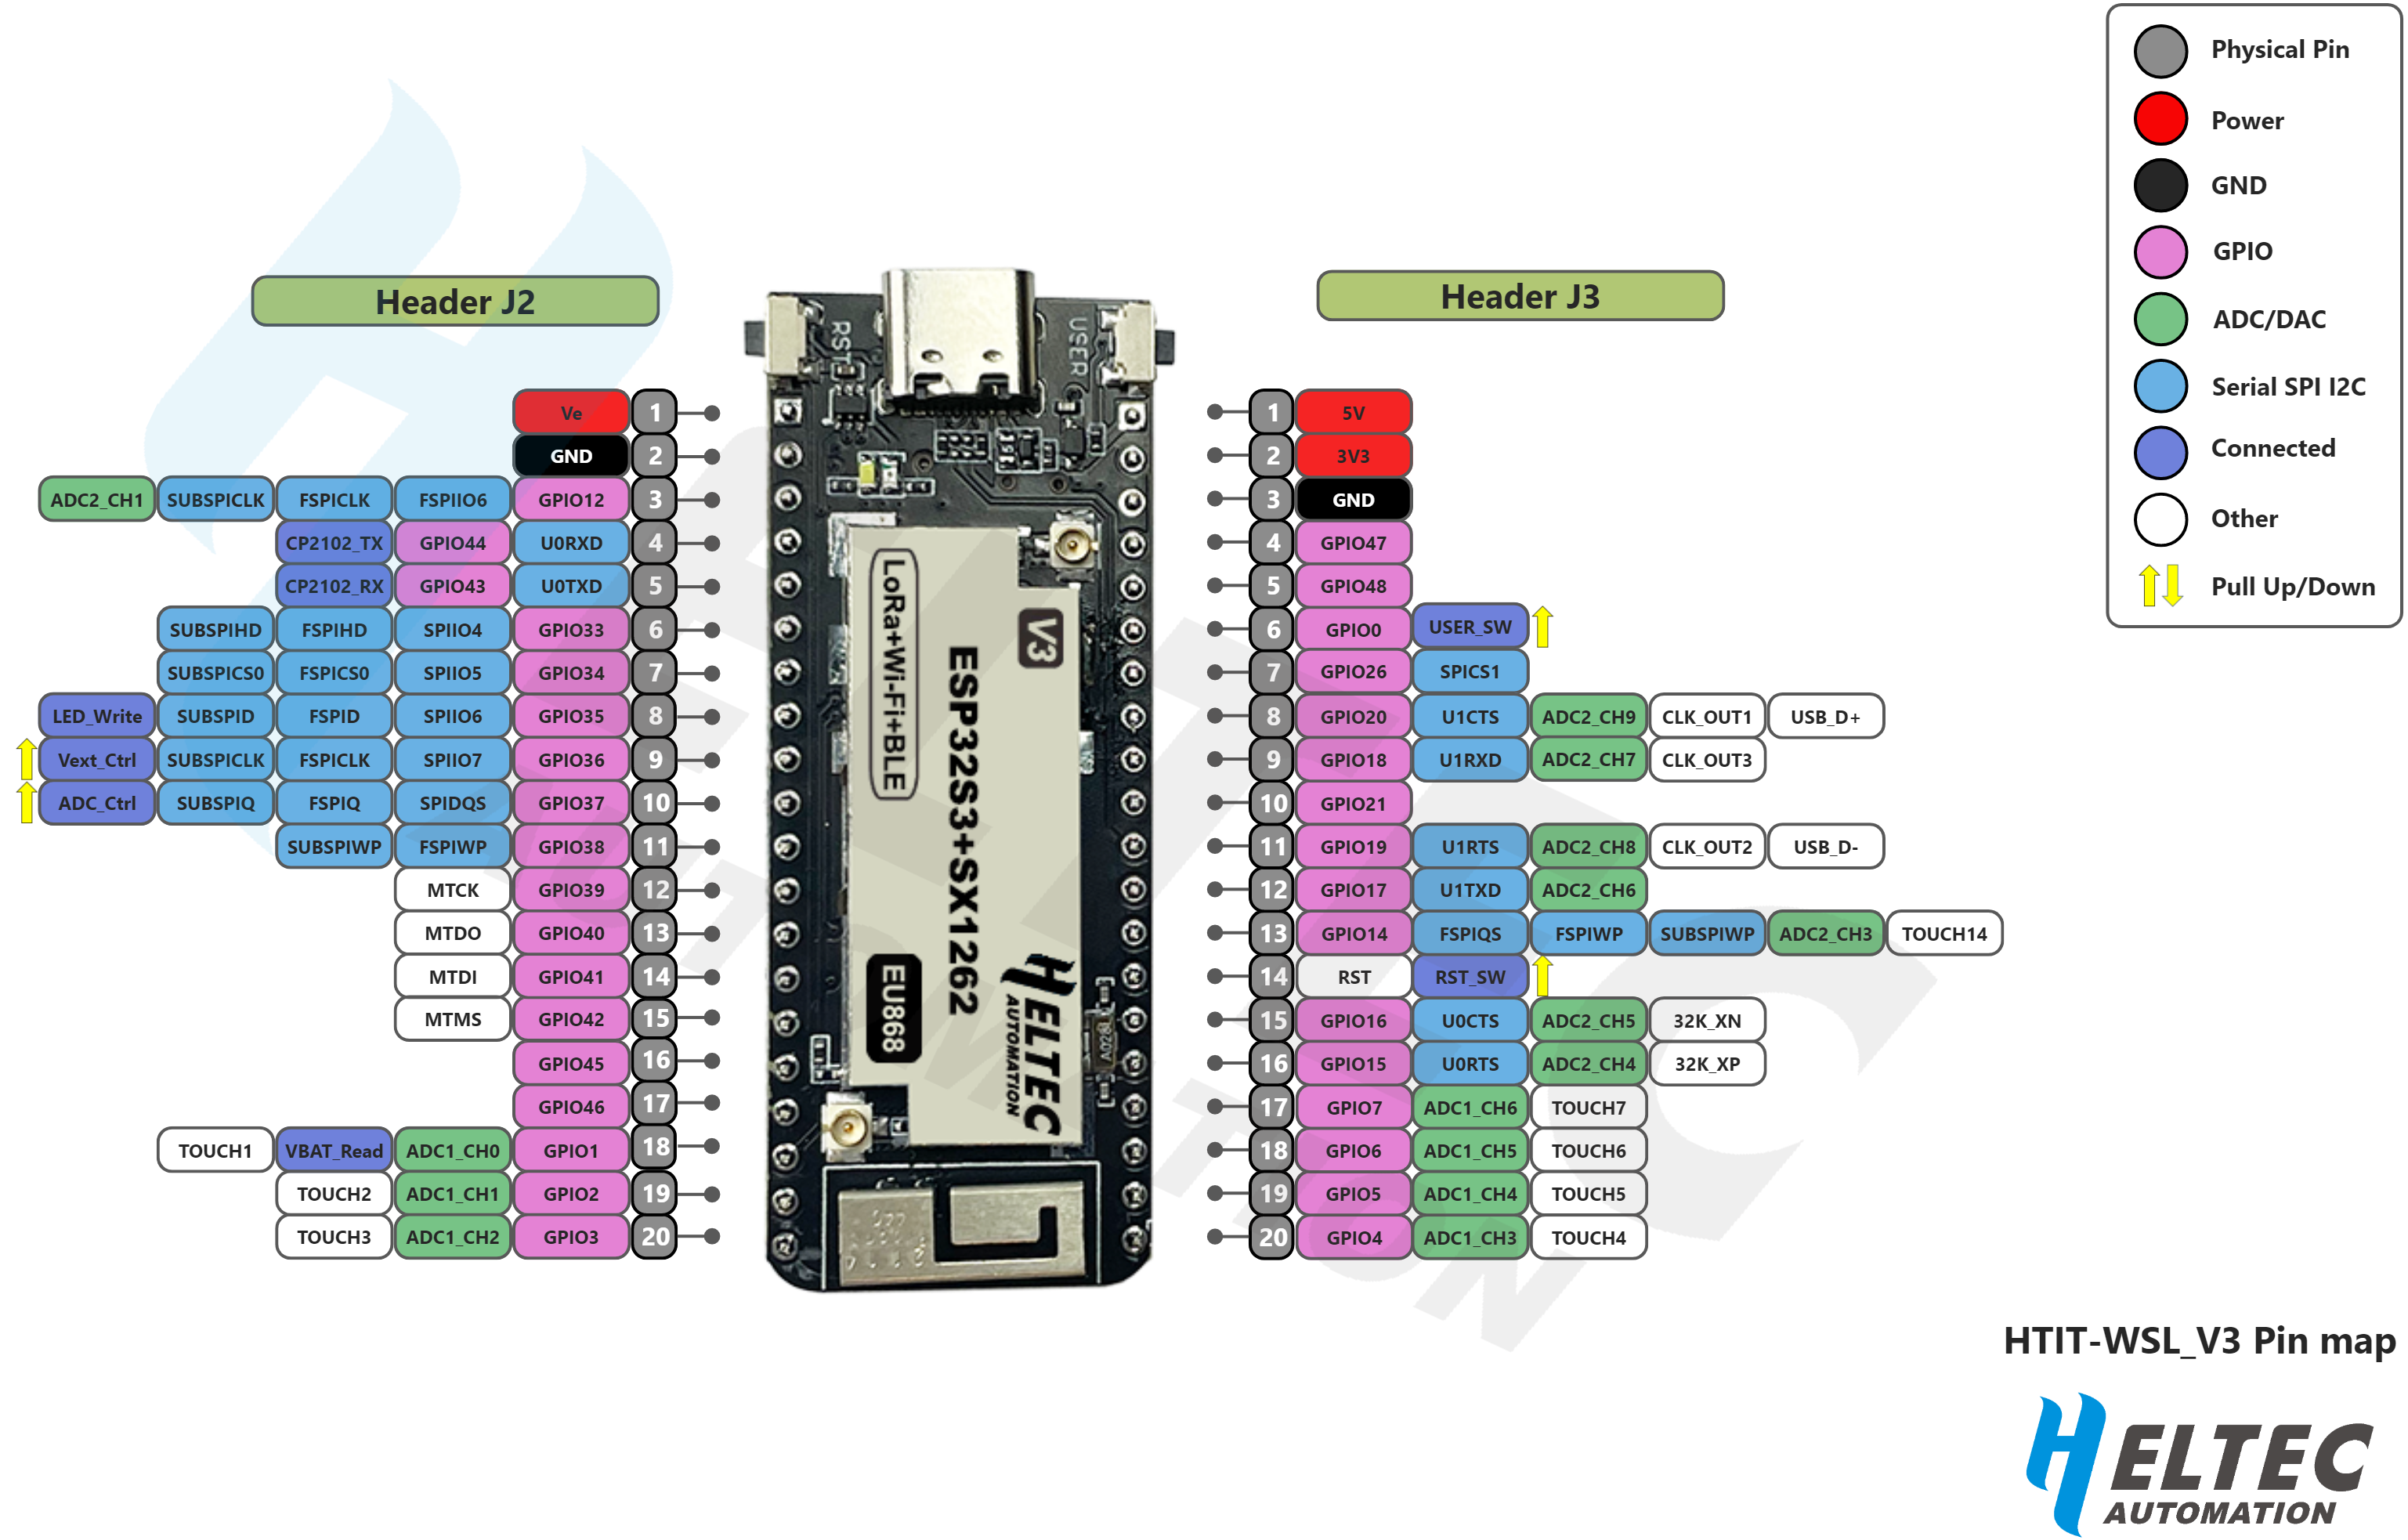 Physical Pin
Power
GND
GPIO
ADC/DAC
Serial SPI I2C
Connected
Other
Pull Up/Down
Header J2
Header J3
Ve 1
GND 2
ADC2_CH1 SUBSPICLK FSPICLK FSPIIO6 GPIO12 3
CP2102_TX GPIO44 U0RXD 4
CP2102_RX GPIO43 U0TXD 5
SUBSPIHD FSPIHD SPIIO4 GPIO33 6
SUBSPICS0 FSPICS0 SPIIO5 GPIO34 7
LED_Write SUBSPID FSPID SPIIO6 GPIO35 8
Vext_Ctrl SUBSPICLK FSPICLK SPIIO7 GPIO36 9
ADC_Ctrl SUBSPIQ FSPIQ SPIDQS GPIO37 10
SUBSPIWP FSPIWP GPIO38 11
MTCK GPIO39 12
MTDO GPIO40 13
MTDI GPIO41 14
MTMS GPIO42 15
GPIO45 16
GPIO46 17
TOUCH1 VBAT_Read ADC1_CH0 GPIO1 18
TOUCH2 ADC1_CH1 GPIO2 19
TOUCH3 ADC1_CH2 GPIO3 20
RST
USER
LoRa+Wi-Fi+BLE
V3
ESP32S3+SX1262
EU868
HELTEC
AUTOMATION
1 5V
2 3V3
3 GND
4 GPIO47
5 GPIO48
6 GPIO0 USER_SW
7 GPIO26 SPICS1
8 GPIO20 U1CTS ADC2_CH9 CLK_OUT1 USB_D+
9 GPIO18 U1RXD ADC2_CH7 CLK_OUT3
10 GPIO21
11 GPIO19 U1RTS ADC2_CH8 CLK_OUT2 USB_D-
12 GPIO17 U1TXD ADC2_CH6
13 GPIO14 FSPIQS FSPIWP SUBSPIWP ADC2_CH3 TOUCH14
14 RST RST_SW
15 GPIO16 U0CTS ADC2_CH5 32K_XN
16 GPIO15 U0RTS ADC2_CH4 32K_XP
17 GPIO7 ADC1_CH6 TOUCH7
18 GPIO6 ADC1_CH5 TOUCH6
19 GPIO5 ADC1_CH4 TOUCH5
20 GPIO4 ADC1_CH3 TOUCH4
HTIT-WSL_V3 Pin map
HELTEC
AUTOMATION